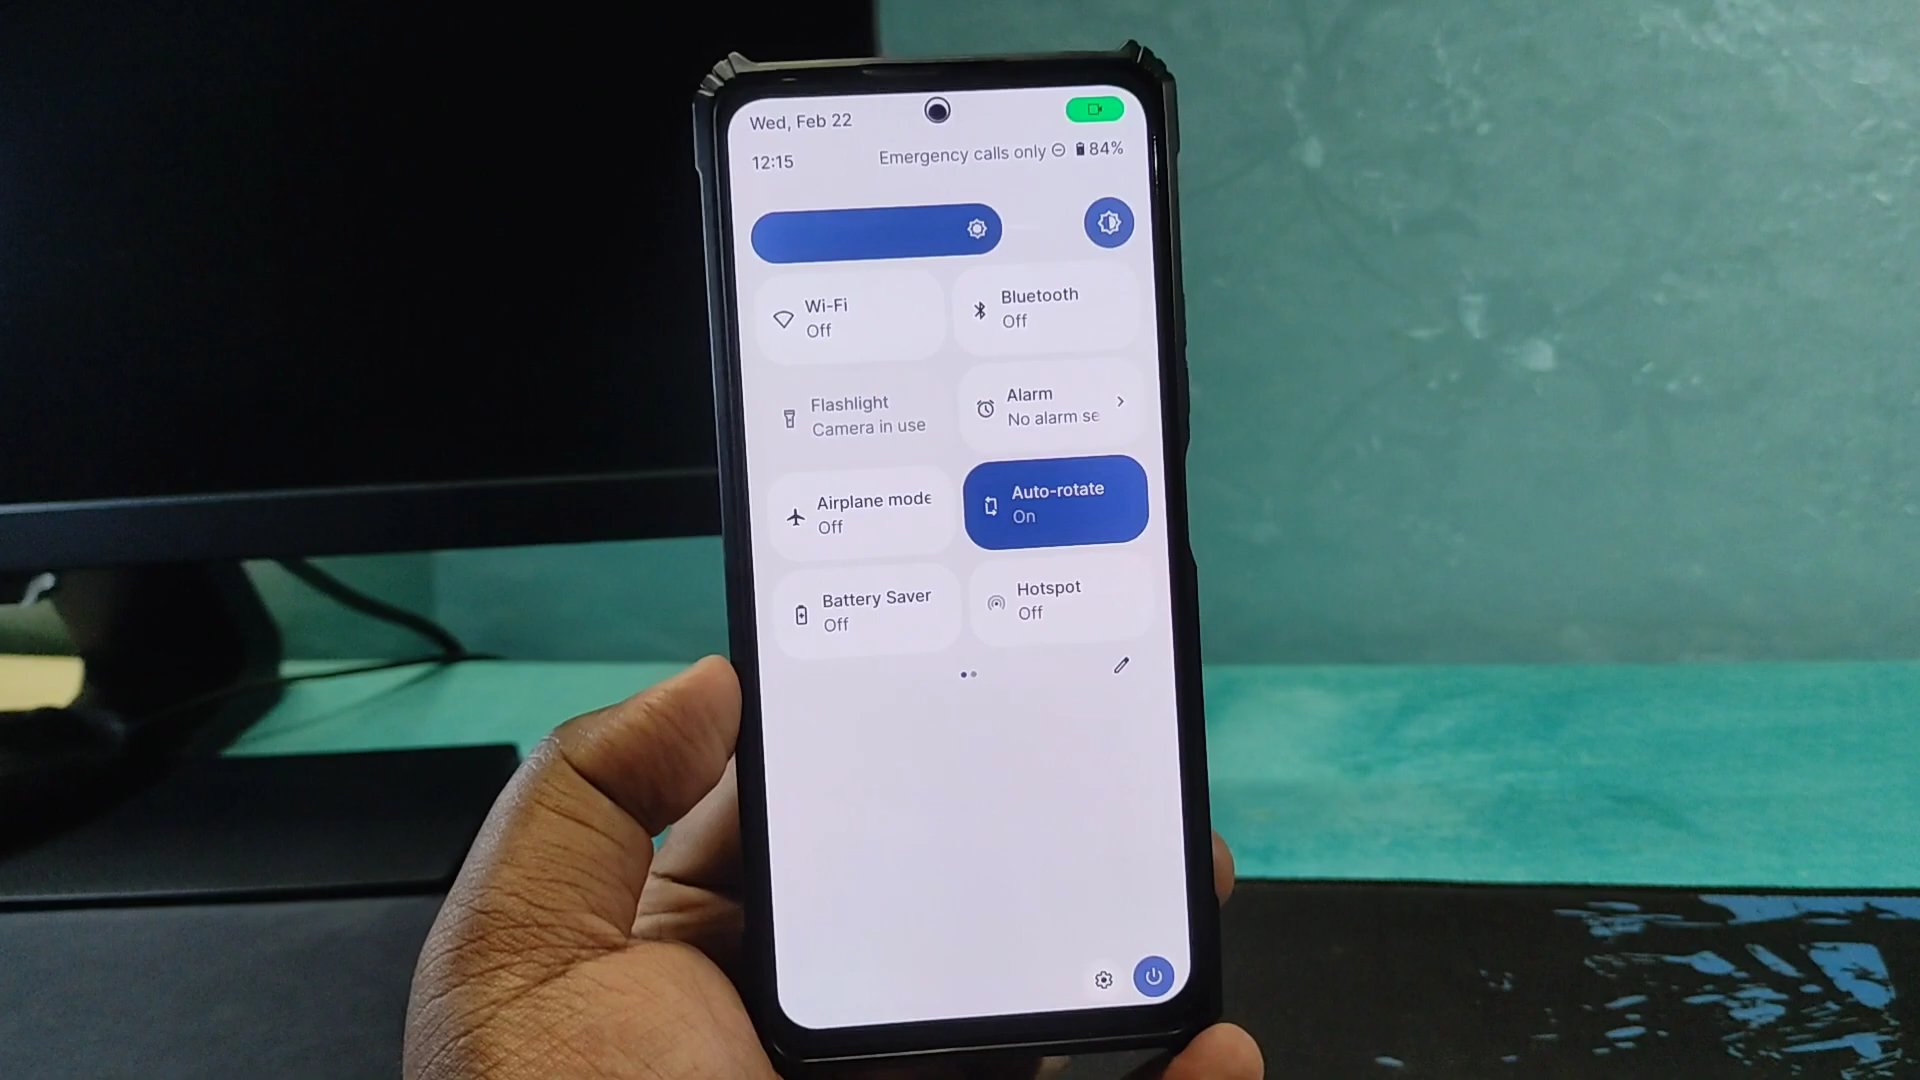 Wed, Feb 22
12:15
Emergency calls only 84%
Wi-Fi
Off
Bluetooth
Off
Flashlight
Camera in use
Alarm
No alarm se
Airplane mode
Off
Auto-rotate
On
Battery Saver
Off
Hotspot
Off